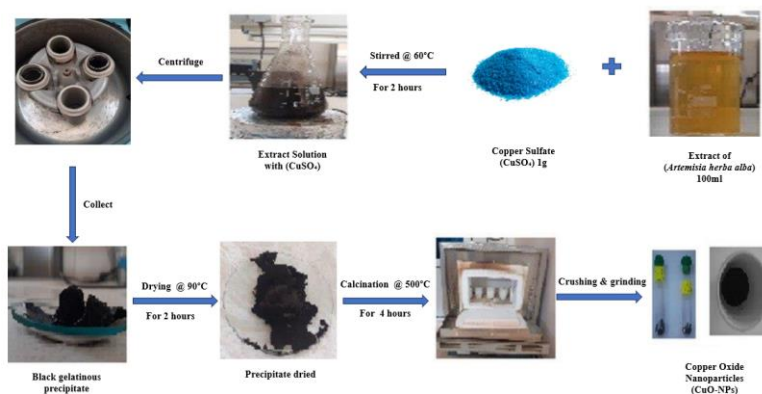 Centrifuge
Stirred @ 60°C
For 2 hours
Extract Solution
with (CuSO₄)
Copper Sulfate
(CuSO₄) 1g
Extract of
(Artemisia herba alba)
100ml
Collect
Drying @ 90°C
For 2 hours
Calcination @ 500°C
For 4 hours
Crushing & grinding
Black gelatinous
precipitate
Precipitate dried
Copper Oxide
Nanoparticles
(CuO-NPs)